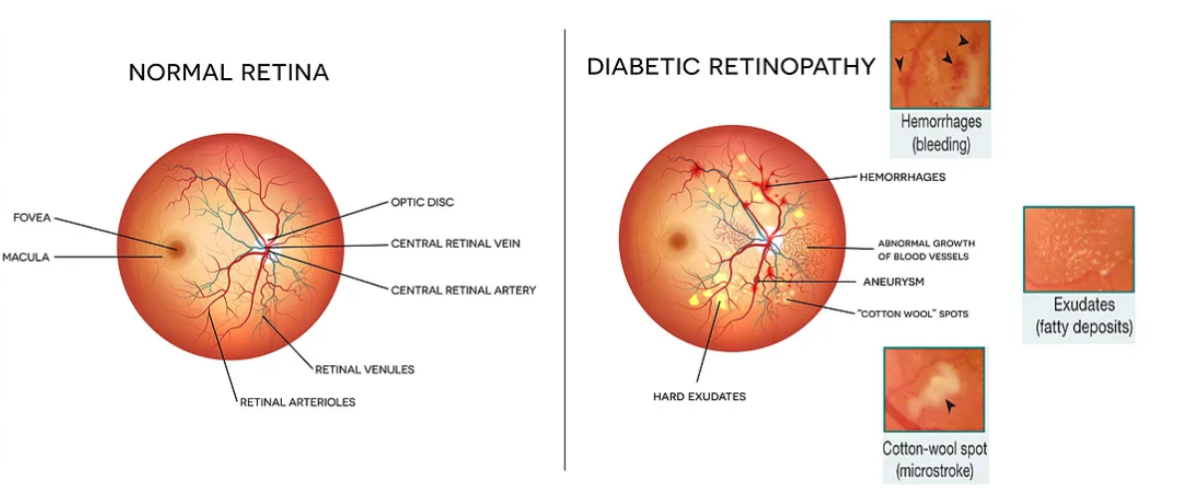 NORMAL RETINA
FOVEA
MACULA
OPTIC DISC
CENTRAL RETINAL VEIN
CENTRAL RETINAL ARTERY
RETINAL VENULES
RETINAL ARTERIOLES
DIABETIC RETINOPATHY
HEMORRHAGES
ABNORMAL GROWTH
OF BLOOD VESSELS
ANEURYSM
"COTTON WOOL" SPOTS
HARD EXUDATES
Hemorrhages
(bleeding)
Exudates
(fatty deposits)
Cotton-wool spot
(microstroke)